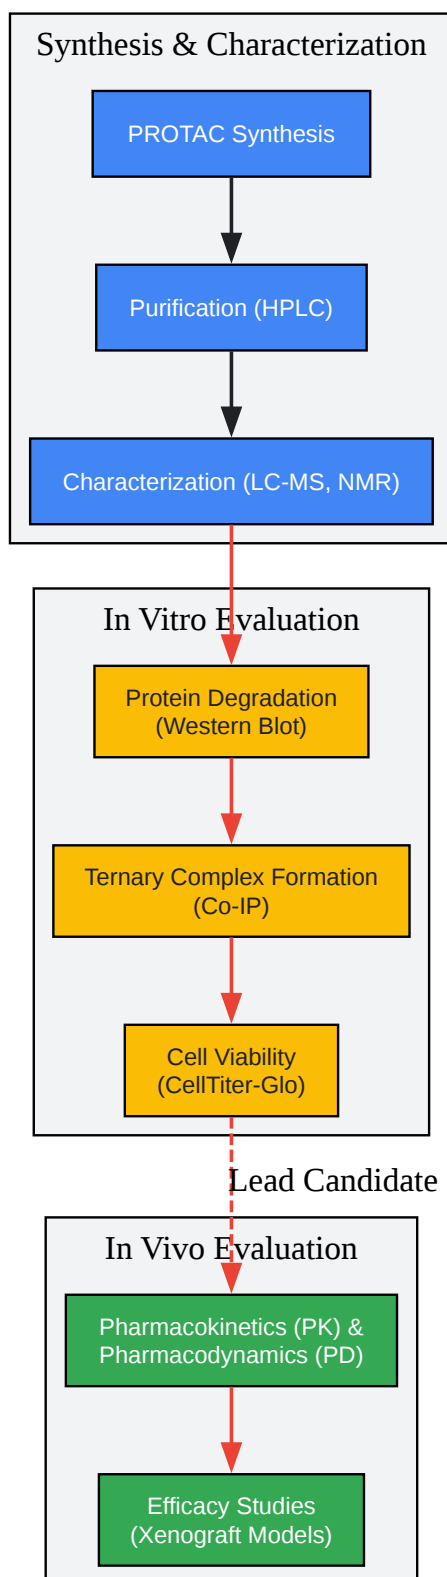 Synthesis & Characterization
PROTAC Synthesis
Purification (HPLC)
Characterization (LC-MS, NMR)
In Vitro Evaluation
Protein Degradation
(Western Blot)
Ternary Complex Formation
(Co-IP)
Cell Viability
(CellTiter-Glo)
Lead Candidate
In Vivo Evaluation
Pharmacokinetics (PK) &
Pharmacodynamics (PD)
Efficacy Studies
(Xenograft Models)